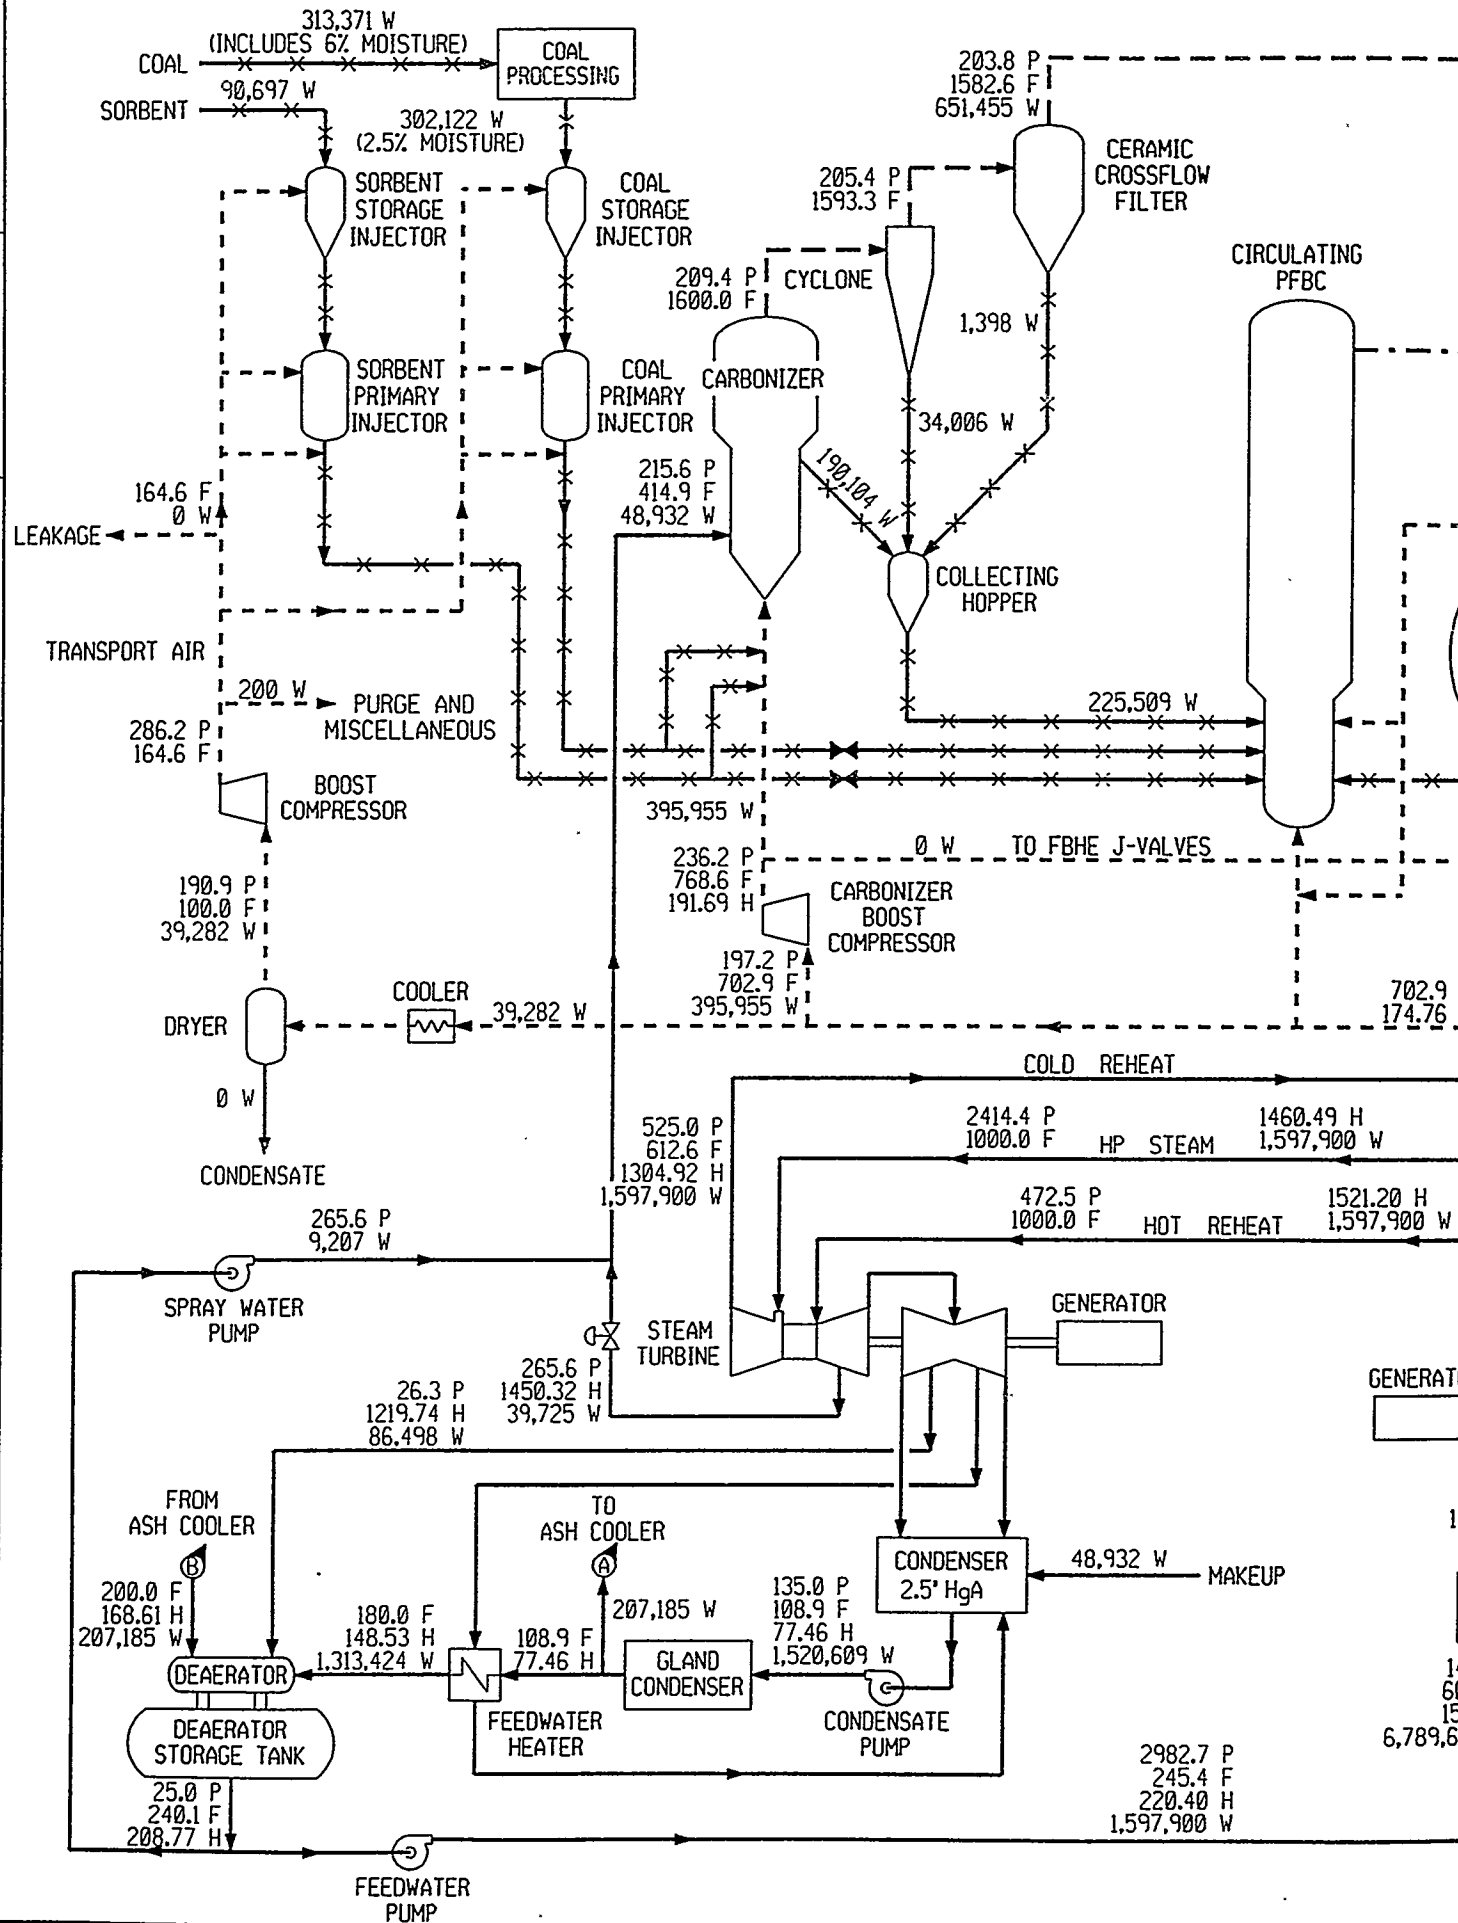 313,371 W
(INCLUDES 6% MOISTURE)
COAL
COAL
PROCESSING
90,697 W
SORBENT
302,122 W
(2.5% MOISTURE)
203.8 P
1582.6 F
651,455 W
CERAMIC
CROSSFLOW
FILTER
205.4 P
1593.3 F
SORBENT
STORAGE
INJECTOR
COAL
STORAGE
INJECTOR
CIRCULATING
PFBC
209.4 P
1600.0 F
CYCLONE
1,398 W
SORBENT
PRIMARY
INJECTOR
COAL
PRIMARY
INJECTOR
CARBONIZER
34,006 W
190,104 W
215.6 P
414.9 F
48,932 W
164.6 F
0 W
LEAKAGE
COLLECTING
HOPPER
TRANSPORT AIR
200 W
PURGE AND
MISCELLANEOUS
225,509 W
286.2 P
164.6 F
BOOST
COMPRESSOR
395,955 W
0 W
TO FBHE J-VALVES
236.2 P
768.6 F
191.69 H
CARBONIZER
BOOST
COMPRESSOR
190.9 P
100.0 F
39,282 W
197.2 P
702.9 F
395,955 W
COOLER
DRYER
39,282 W
702.9
174.76
0 W
CONDENSATE
COLD REHEAT
525.0 P
612.6 F
1304.92 H
1,597,900 W
2414.4 P
1000.0 F
HP STEAM
1460.49 H
1,597,900 W
472.5 P
1000.0 F
HOT REHEAT
1521.20 H
1,597,900 W
265.6 P
9,207 W
SPRAY WATER
PUMP
STEAM
TURBINE
GENERATOR
265.6 P
1450.32 H
39,725 W
26.3 P
1219.74 H
86.498 W
GENERAT
FROM
ASH COOLER
B
TO
ASH COOLER
A
CONDENSER
2.5' HgA
48,932 W
MAKEUP
200.0 F
168.61 H
207,185 W
180.0 F
148.53 H
1,313,424 W
108.9 F
77.46 H
207,185 W
135.0 P
108.9 F
77.46 H
1,520,609 W
DEAERATOR
GLAND
CONDENSER
FEEDWATER
HEATER
CONDENSATE
PUMP
DEAERATOR
STORAGE TANK
6,789,6
25.0 P
240.1 F
208.77 H
2982.7 P
245.4 F
220.40 H
1,597,900 W
FEEDWATER
PUMP